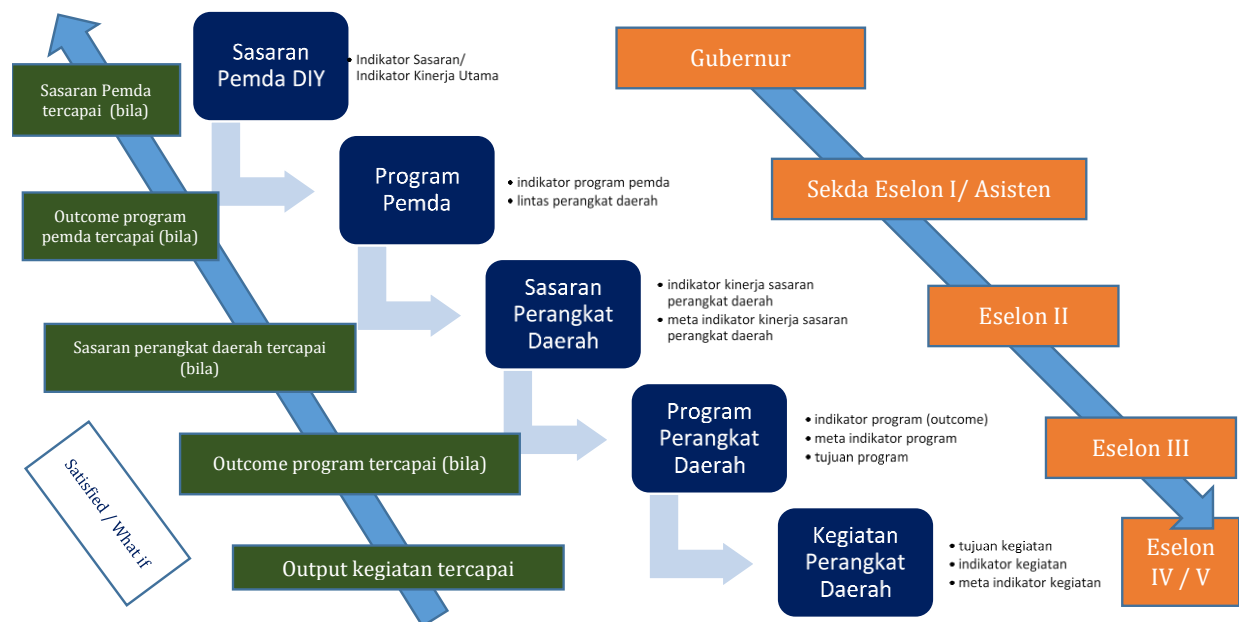 Sasaran
Pemda DIY
• Indikator Sasaran/
Indikator Kinerja Utama
Gubernur
Sasaran Pemda
tercapai (bila)
Program
Pemda
• indikator program pemda
• lintas perangkat daerah
Sekda Eselon I/ Asisten
Outcome program
pemda tercapai (bila)
Sasaran
Perangkat
Daerah
• indikator kinerja sasaran
perangkat daerah
• meta indikator kinerja sasaran
perangkat daerah
Eselon II
Sasaran perangkat daerah tercapai
(bila)
Program
Perangkat
Daerah
• indikator program (outcome)
• meta indikator program
• tujuan program
Eselon III
Outcome program tercapai (bila)
Satisfied / What if
Kegiatan
Perangkat
Daerah
• tujuan kegiatan
• indikator kegiatan
• meta indikator kegiatan
Eselon
IV / V
Output kegiatan tercapai